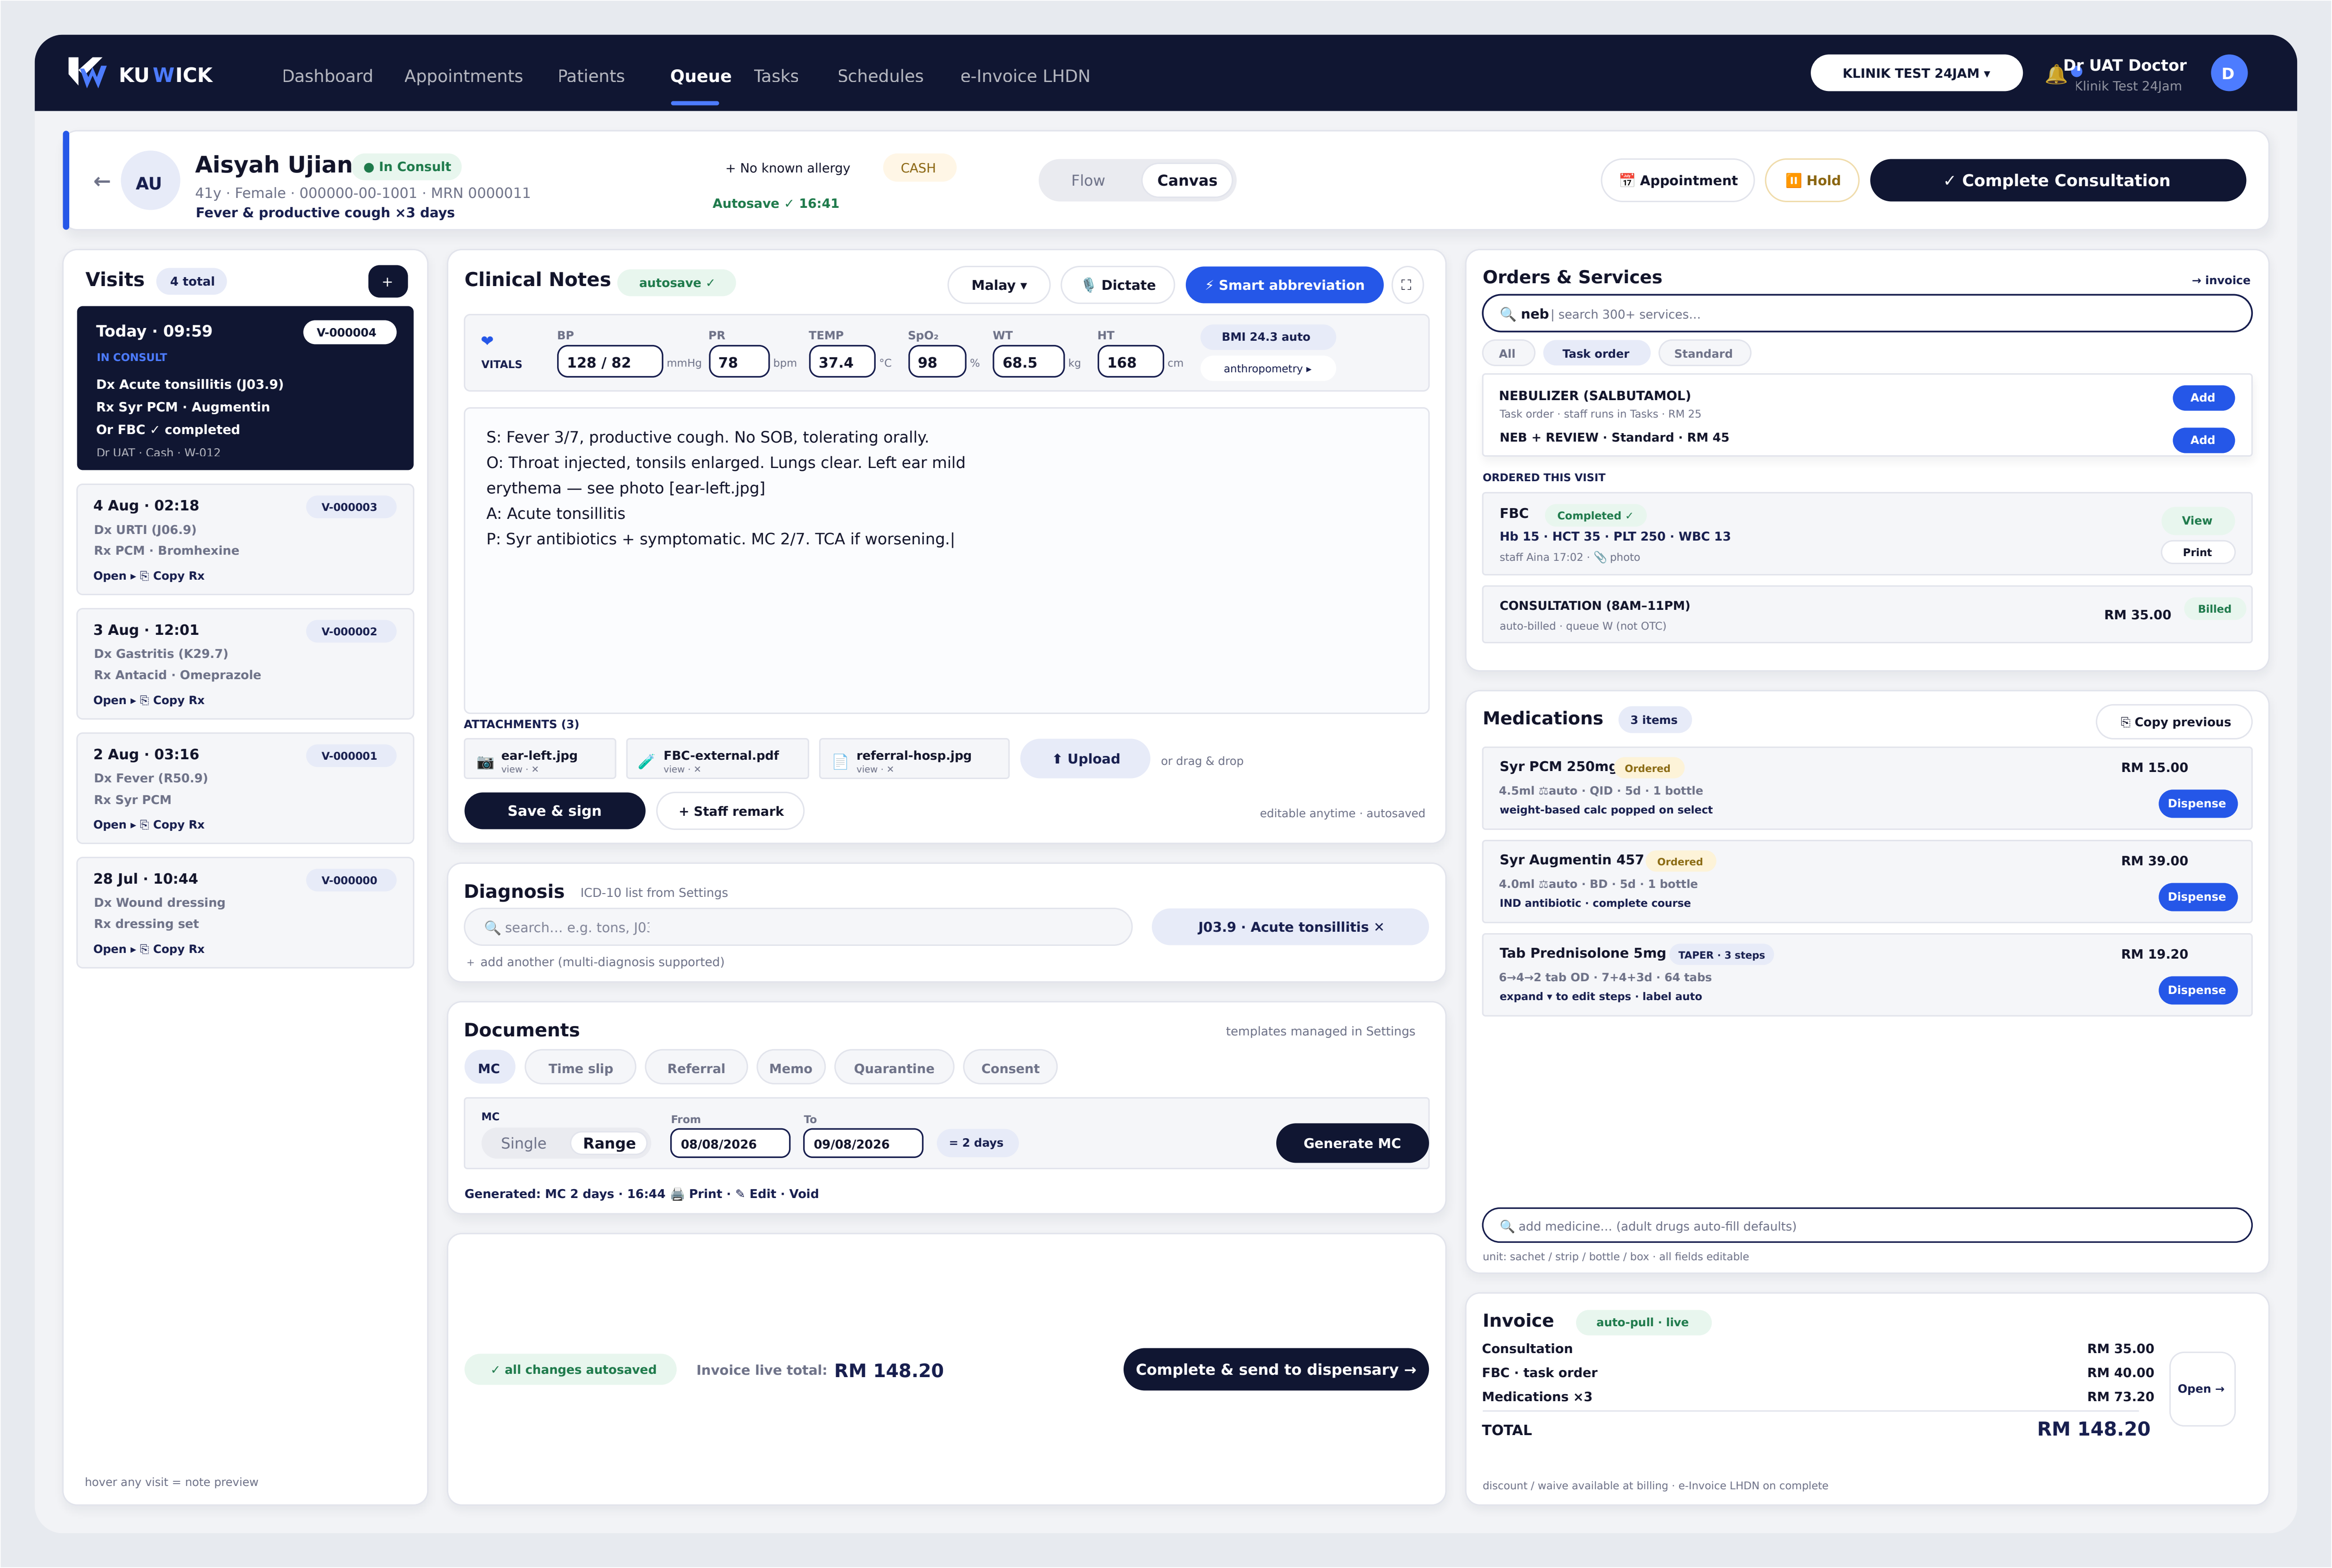 KUWICK
Dashboard Appointments Patients Queue Tasks Schedules e-Invoice LHDN
KLINIK TEST 24JAM ▾
🔔 Dr UAT Doctor
Klinik Test 24Jam
D
← AU
Aisyah Ujian ● In Consult
41y · Female · 000000-00-1001 · MRN 0000011
Fever & productive cough ×3 days
+ No known allergy CASH
Autosave ✓ 16:41
Flow Canvas
📅 Appointment ⏸ Hold ✓ Complete Consultation
Visits 4 total +
Today · 09:59 V-000004
IN CONSULT
Dx Acute tonsillitis (J03.9)
Rx Syr PCM · Augmentin
Or FBC ✓ completed
Dr UAT · Cash · W-012
4 Aug · 02:18 V-000003
Dx URTI (J06.9)
Rx PCM · Bromhexine
Open ▸ ⎘ Copy Rx
3 Aug · 12:01 V-000002
Dx Gastritis (K29.7)
Rx Antacid · Omeprazole
Open ▸ ⎘ Copy Rx
2 Aug · 03:16 V-000001
Dx Fever (R50.9)
Rx Syr PCM
Open ▸ ⎘ Copy Rx
28 Jul · 10:44 V-000000
Dx Wound dressing
Rx dressing set
Open ▸ ⎘ Copy Rx
hover any visit = note preview
Clinical Notes autosave ✓ Malay ▾ 🎙 Dictate ⚡ Smart abbreviation ⛶
❤ VITALS
BP PR TEMP SpO₂ WT HT
128 / 82 mmHg 78 bpm 37.4 °C 98 % 68.5 kg 168 cm
BMI 24.3 auto
anthropometry ▸
S: Fever 3/7, productive cough. No SOB, tolerating orally.
O: Throat injected, tonsils enlarged. Lungs clear. Left ear mild
erythema — see photo [ear-left.jpg]
A: Acute tonsillitis
P: Syr antibiotics + symptomatic. MC 2/7. TCA if worsening.|
ATTACHMENTS (3)
📷 ear-left.jpg
view · ✕
🧪 FBC-external.pdf
view · ✕
📄 referral-hosp.jpg
view · ✕
⬆ Upload or drag & drop
Save & sign + Staff remark editable anytime · autosaved
Diagnosis ICD-10 list from Settings
🔍 search… e.g. tons, J0 J03.9 · Acute tonsillitis ✕
+ add another (multi-diagnosis supported)
Documents templates managed in Settings
MC Time slip Referral Memo Quarantine Consent
MC From To
Single Range 08/08/2026 09/08/2026 = 2 days Generate MC
Generated: MC 2 days · 16:44 🖨 Print · ✎ Edit · Void
✓ all changes autosaved Invoice live total: RM 148.20 Complete & send to dispensary →
Orders & Services → invoice
🔍 neb| search 300+ services…
All Task order Standard
NEBULIZER (SALBUTAMOL) Add
Task order · staff runs in Tasks · RM 25
NEB + REVIEW · Standard · RM 45 Add
ORDERED THIS VISIT
FBC Completed ✓ View
Hb 15 · HCT 35 · PLT 250 · WBC 13
staff Aina 17:02 · 📎 photo Print
CONSULTATION (8AM–11PM) RM 35.00 Billed
auto-billed · queue W (not OTC)
Medications 3 items ⎘ Copy previous
Syr PCM 250mg Ordered RM 15.00
4.5ml ⚖auto · QID · 5d · 1 bottle
weight-based calc popped on select
Dispense
Syr Augmentin 457 Ordered RM 39.00
4.0ml ⚖auto · BD · 5d · 1 bottle
IND antibiotic · complete course
Dispense
Tab Prednisolone 5mg TAPER · 3 steps RM 19.20
6→4→2 tab OD · 7+4+3d · 64 tabs
expand ▾ to edit steps · label auto
Dispense
🔍 add medicine… (adult drugs auto-fill defaults)
unit: sachet / strip / bottle / box · all fields editable
Invoice auto-pull · live
Consultation RM 35.00
FBC · task order RM 40.00
Medications ×3 RM 73.20
Open →
TOTAL RM 148.20
discount / waive available at billing · e-Invoice LHDN on complete